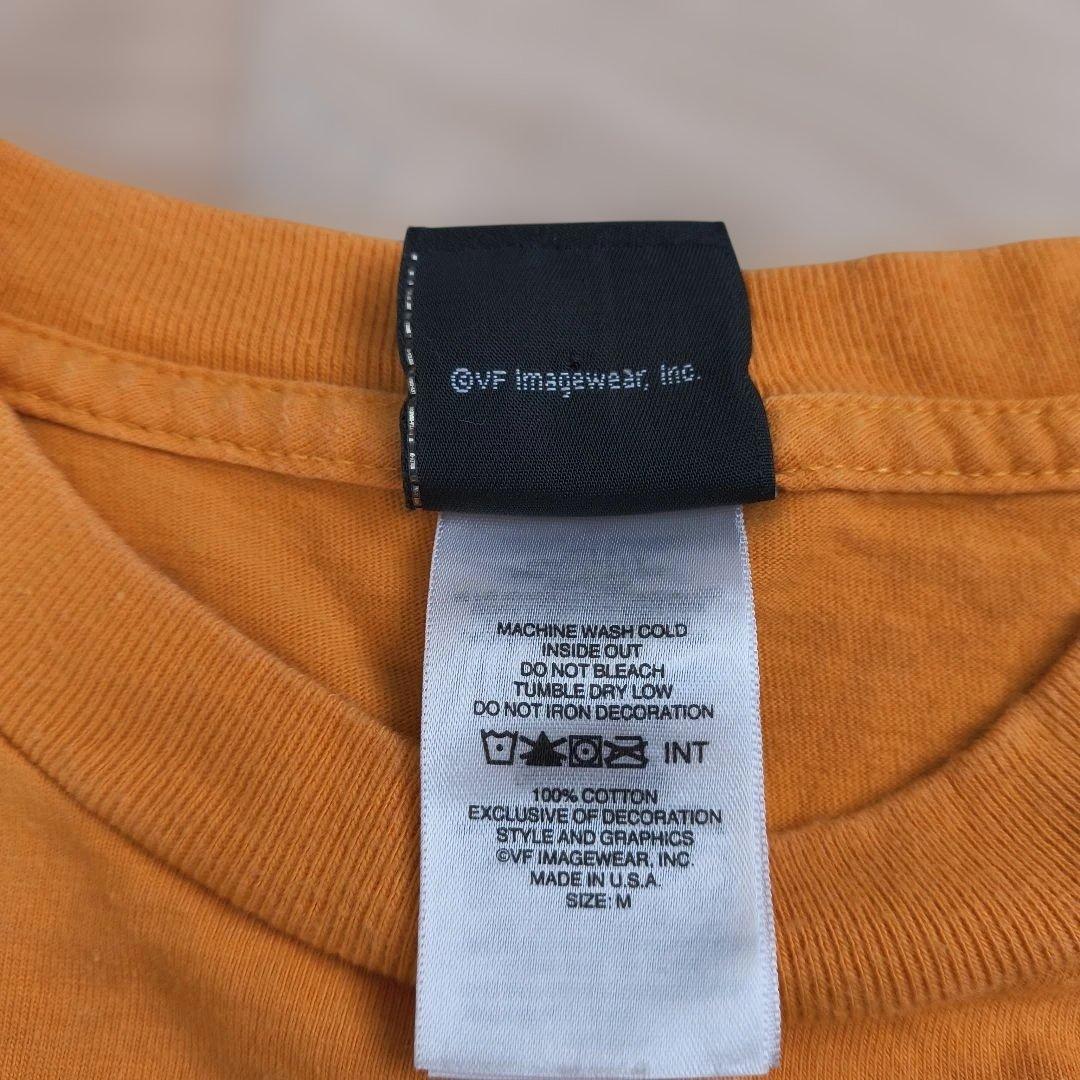 ©VF Imagewear, Inc.
MACHINE WASH COLD
INSIDE OUT
DO NOT BLEACH
TUMBLE DRY LOW
DO NOT IRON DECORATION
INT
100% COTTON
EXCLUSIVE OF DECORATION
STYLE AND GRAPHICS
©VF IMAGEWEAR, INC.
MADE IN U.S.A.
SIZE: M